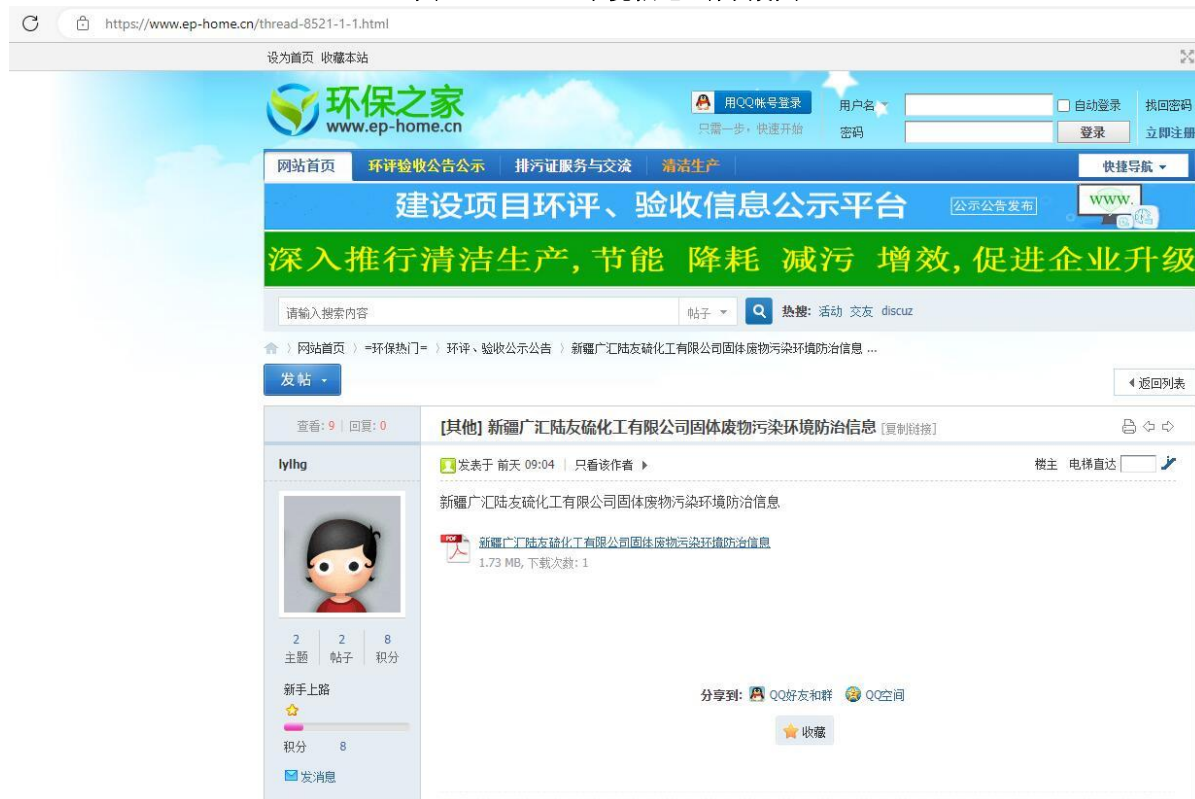 https://www.ep-home.cn/thread-8521-1-1.html
设为首页 收藏本站
环保之家
www.ep-home.cn
用QQ帐号登录
只需一步，快速开始
用户名
自动登录 找回密码
密码
登录 立即注册
网站首页 环评验收公告公示 排污证服务与交流 清洁生产 快捷导航
建设项目环评、验收信息公示平台 公示公告发布 www.
深入推行清洁生产,节能 降耗 减污 增效,促进企业升级
请输入搜索内容 帖子 热搜: 活动 交友 discuz
网站首页 〉 =环保热门= 〉 环评、验收公示公告 〉 新疆广汇陆友硫化工有限公司固体废物污染环境防治信息 ...
发帖 返回列表
查看: 9 | 回复: 0 [其他] 新疆广汇陆友硫化工有限公司固体废物污染环境防治信息 [复制链接]
lylhg 发表于 前天 09:04 | 只看该作者 楼主 电梯直达
新疆广汇陆友硫化工有限公司固体废物污染环境防治信息
PDF 新疆广汇陆友硫化工有限公司固体废物污染环境防治信息
1.73 MB, 下载次数: 1
2 2 8
主题 帖子 积分
新手上路
分享到: QQ好友和群 QQ空间
收藏
积分 8
发消息